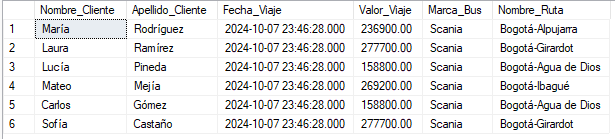 Nombre_Cliente Apellido_Cliente Fecha_Viaje Valor_Viaje Marca_Bus Nombre_Ruta
1 María Rodríguez 2024-10-07 23:46:28.000 236900.00 Scania Bogotá-Alpujarra
2 Laura Ramírez 2024-10-07 23:46:28.000 277700.00 Scania Bogotá-Girardot
3 Lucía Pineda 2024-10-07 23:46:28.000 158800.00 Scania Bogotá-Agua de Dios
4 Mateo Mejía 2024-10-07 23:46:28.000 269200.00 Scania Bogotá-Ibagué
5 Carlos Gómez 2024-10-07 23:46:28.000 158800.00 Scania Bogotá-Agua de Dios
6 Sofía Castaño 2024-10-07 23:46:28.000 277700.00 Scania Bogotá-Girardot